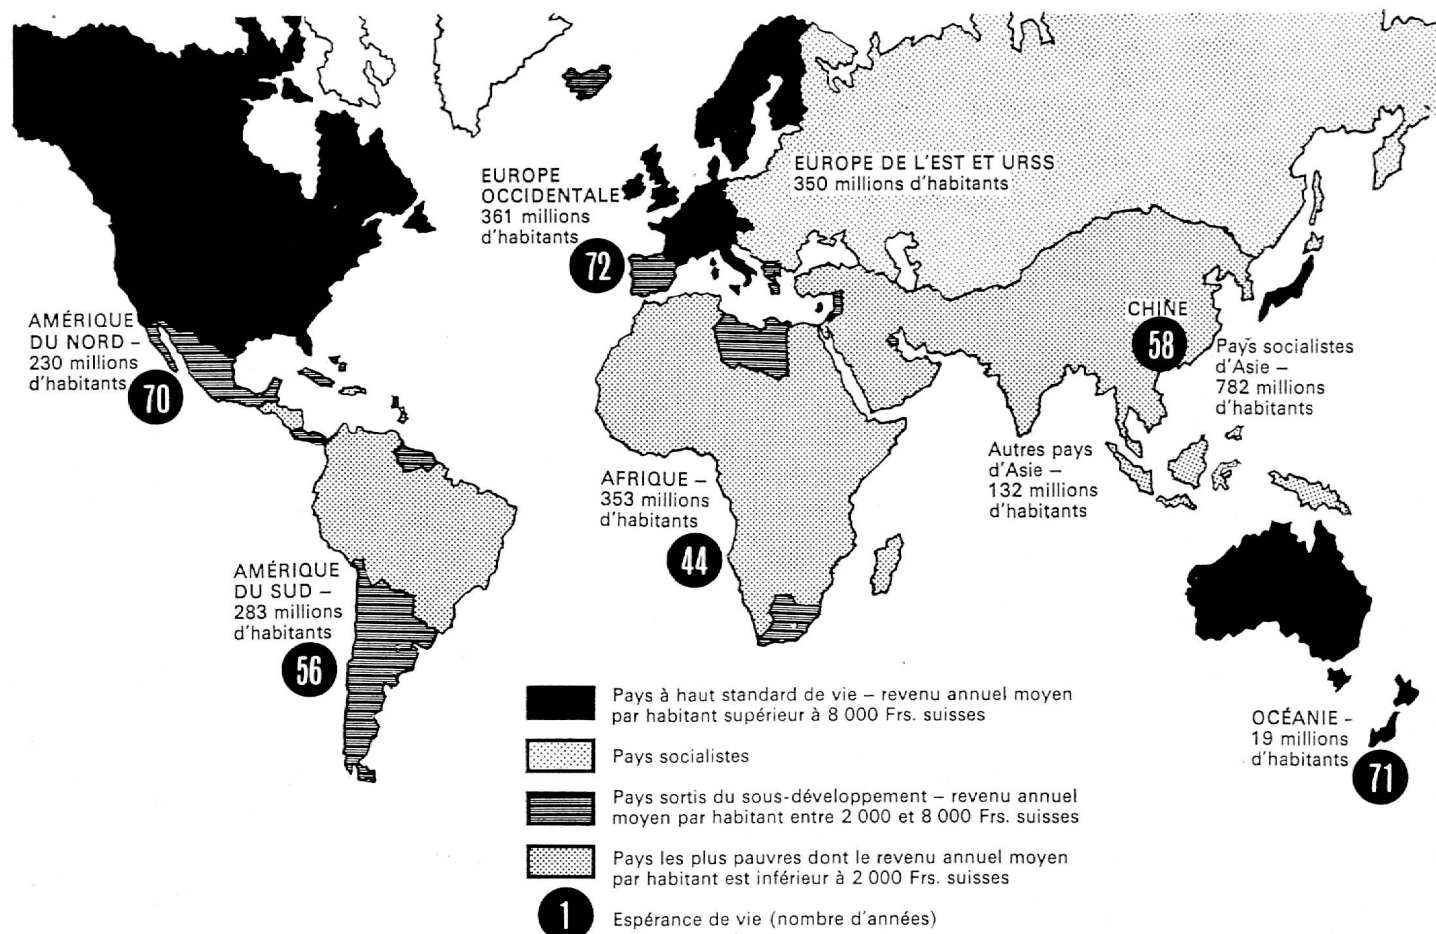 EUROPE
OCCIDENTALE
361 millions
d'habitants
72
EUROPE DE L'EST ET URSS
350 millions d'habitants
AMÉRIQUE
DU NORD –
230 millions
d'habitants
70
CHINE
58
Pays socialistes
d'Asie –
782 millions
d'habitants
Autres pays
d'Asie –
132 millions
d'habitants
AFRIQUE –
353 millions
d'habitants
44
AMÉRIQUE
DU SUD –
283 millions
d'habitants
56
OCÉANIE –
19 millions
d'habitants
71
Pays à haut standard de vie – revenu annuel moyen
par habitant supérieur à 8 000 Frs. suisses
Pays socialistes
Pays sortis du sous-développement – revenu annuel
moyen par habitant entre 2 000 et 8 000 Frs. suisses
Pays les plus pauvres dont le revenu annuel moyen
par habitant est inférieur à 2 000 Frs. suisses
1
Espérance de vie (nombre d'années)